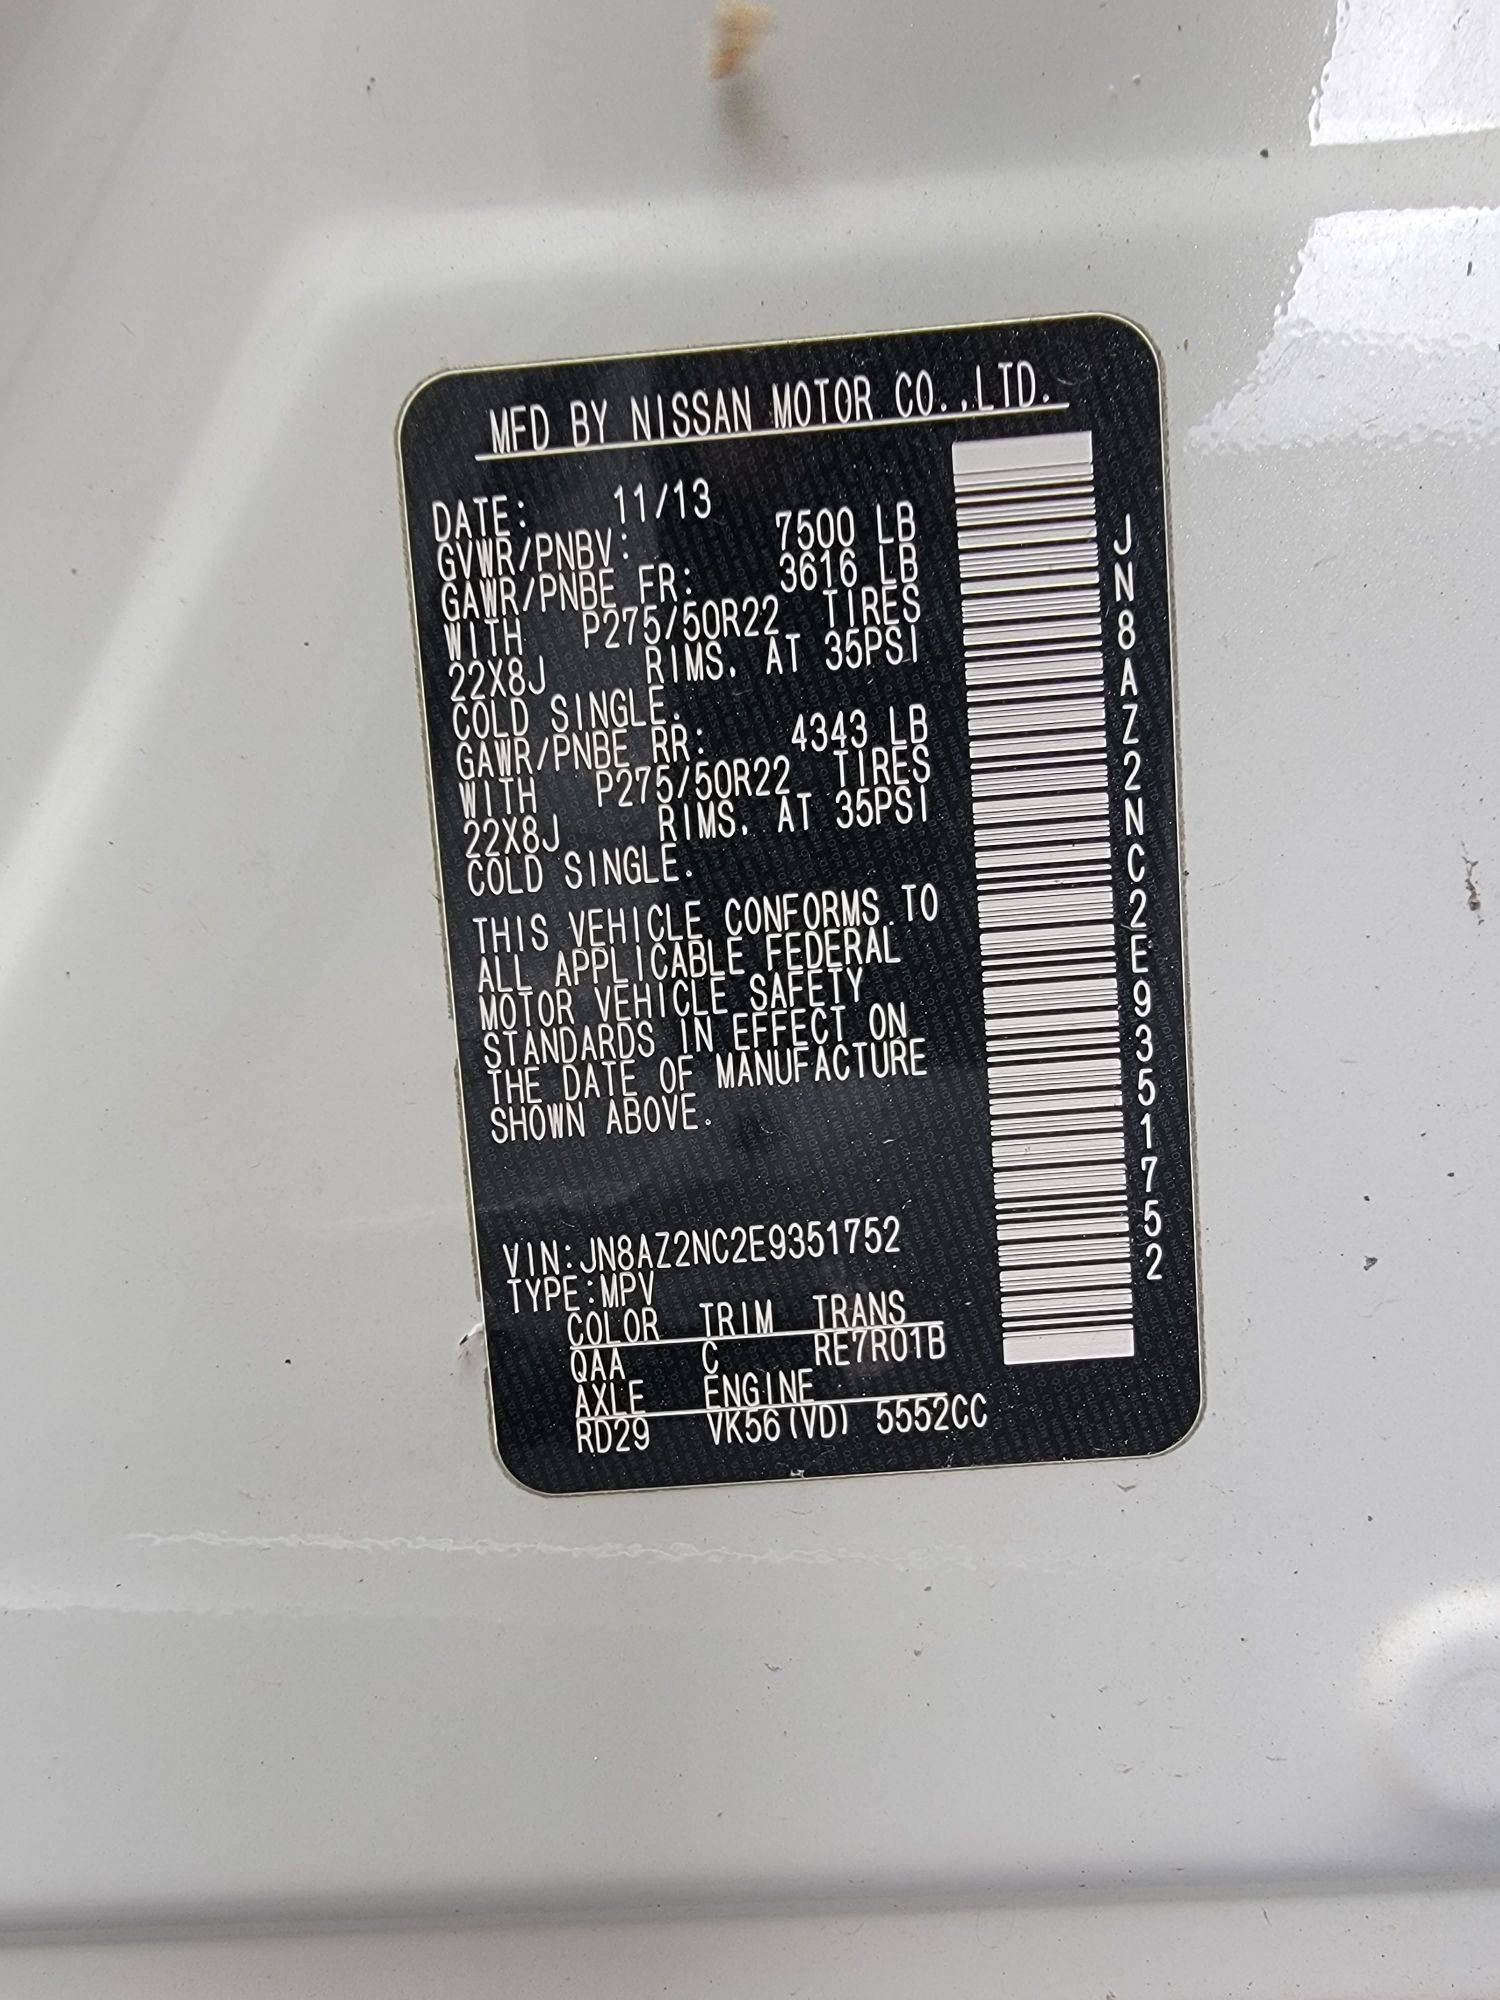 MFD BY NISSAN MOTOR CO.,LTD.
DATE: 11/13
GVWR/PNBV: 7500 LB
GAWR/PNBE FR: 3616 LB
WITH P275/50R22 TIRES
22X8J RIMS. AT 35PSI
COLD SINGLE.
GAWR/PNBE RR: 4343 LB
WITH P275/50R22 TIRES
22X8J RIMS. AT 35PSI
COLD SINGLE.
THIS VEHICLE CONFORMS TO
ALL APPLICABLE FEDERAL
MOTOR VEHICLE SAFETY
STANDARDS IN EFFECT ON
THE DATE OF MANUFACTURE
SHOWN ABOVE.
VIN:JN8AZ2NC2E9351752
TYPE:MPV
COLOR TRIM TRANS
QAA C RE7R01B
AXLE ENGINE
RD29 VK56(VD) 5552CC
JN8AZ2NC2E9351752